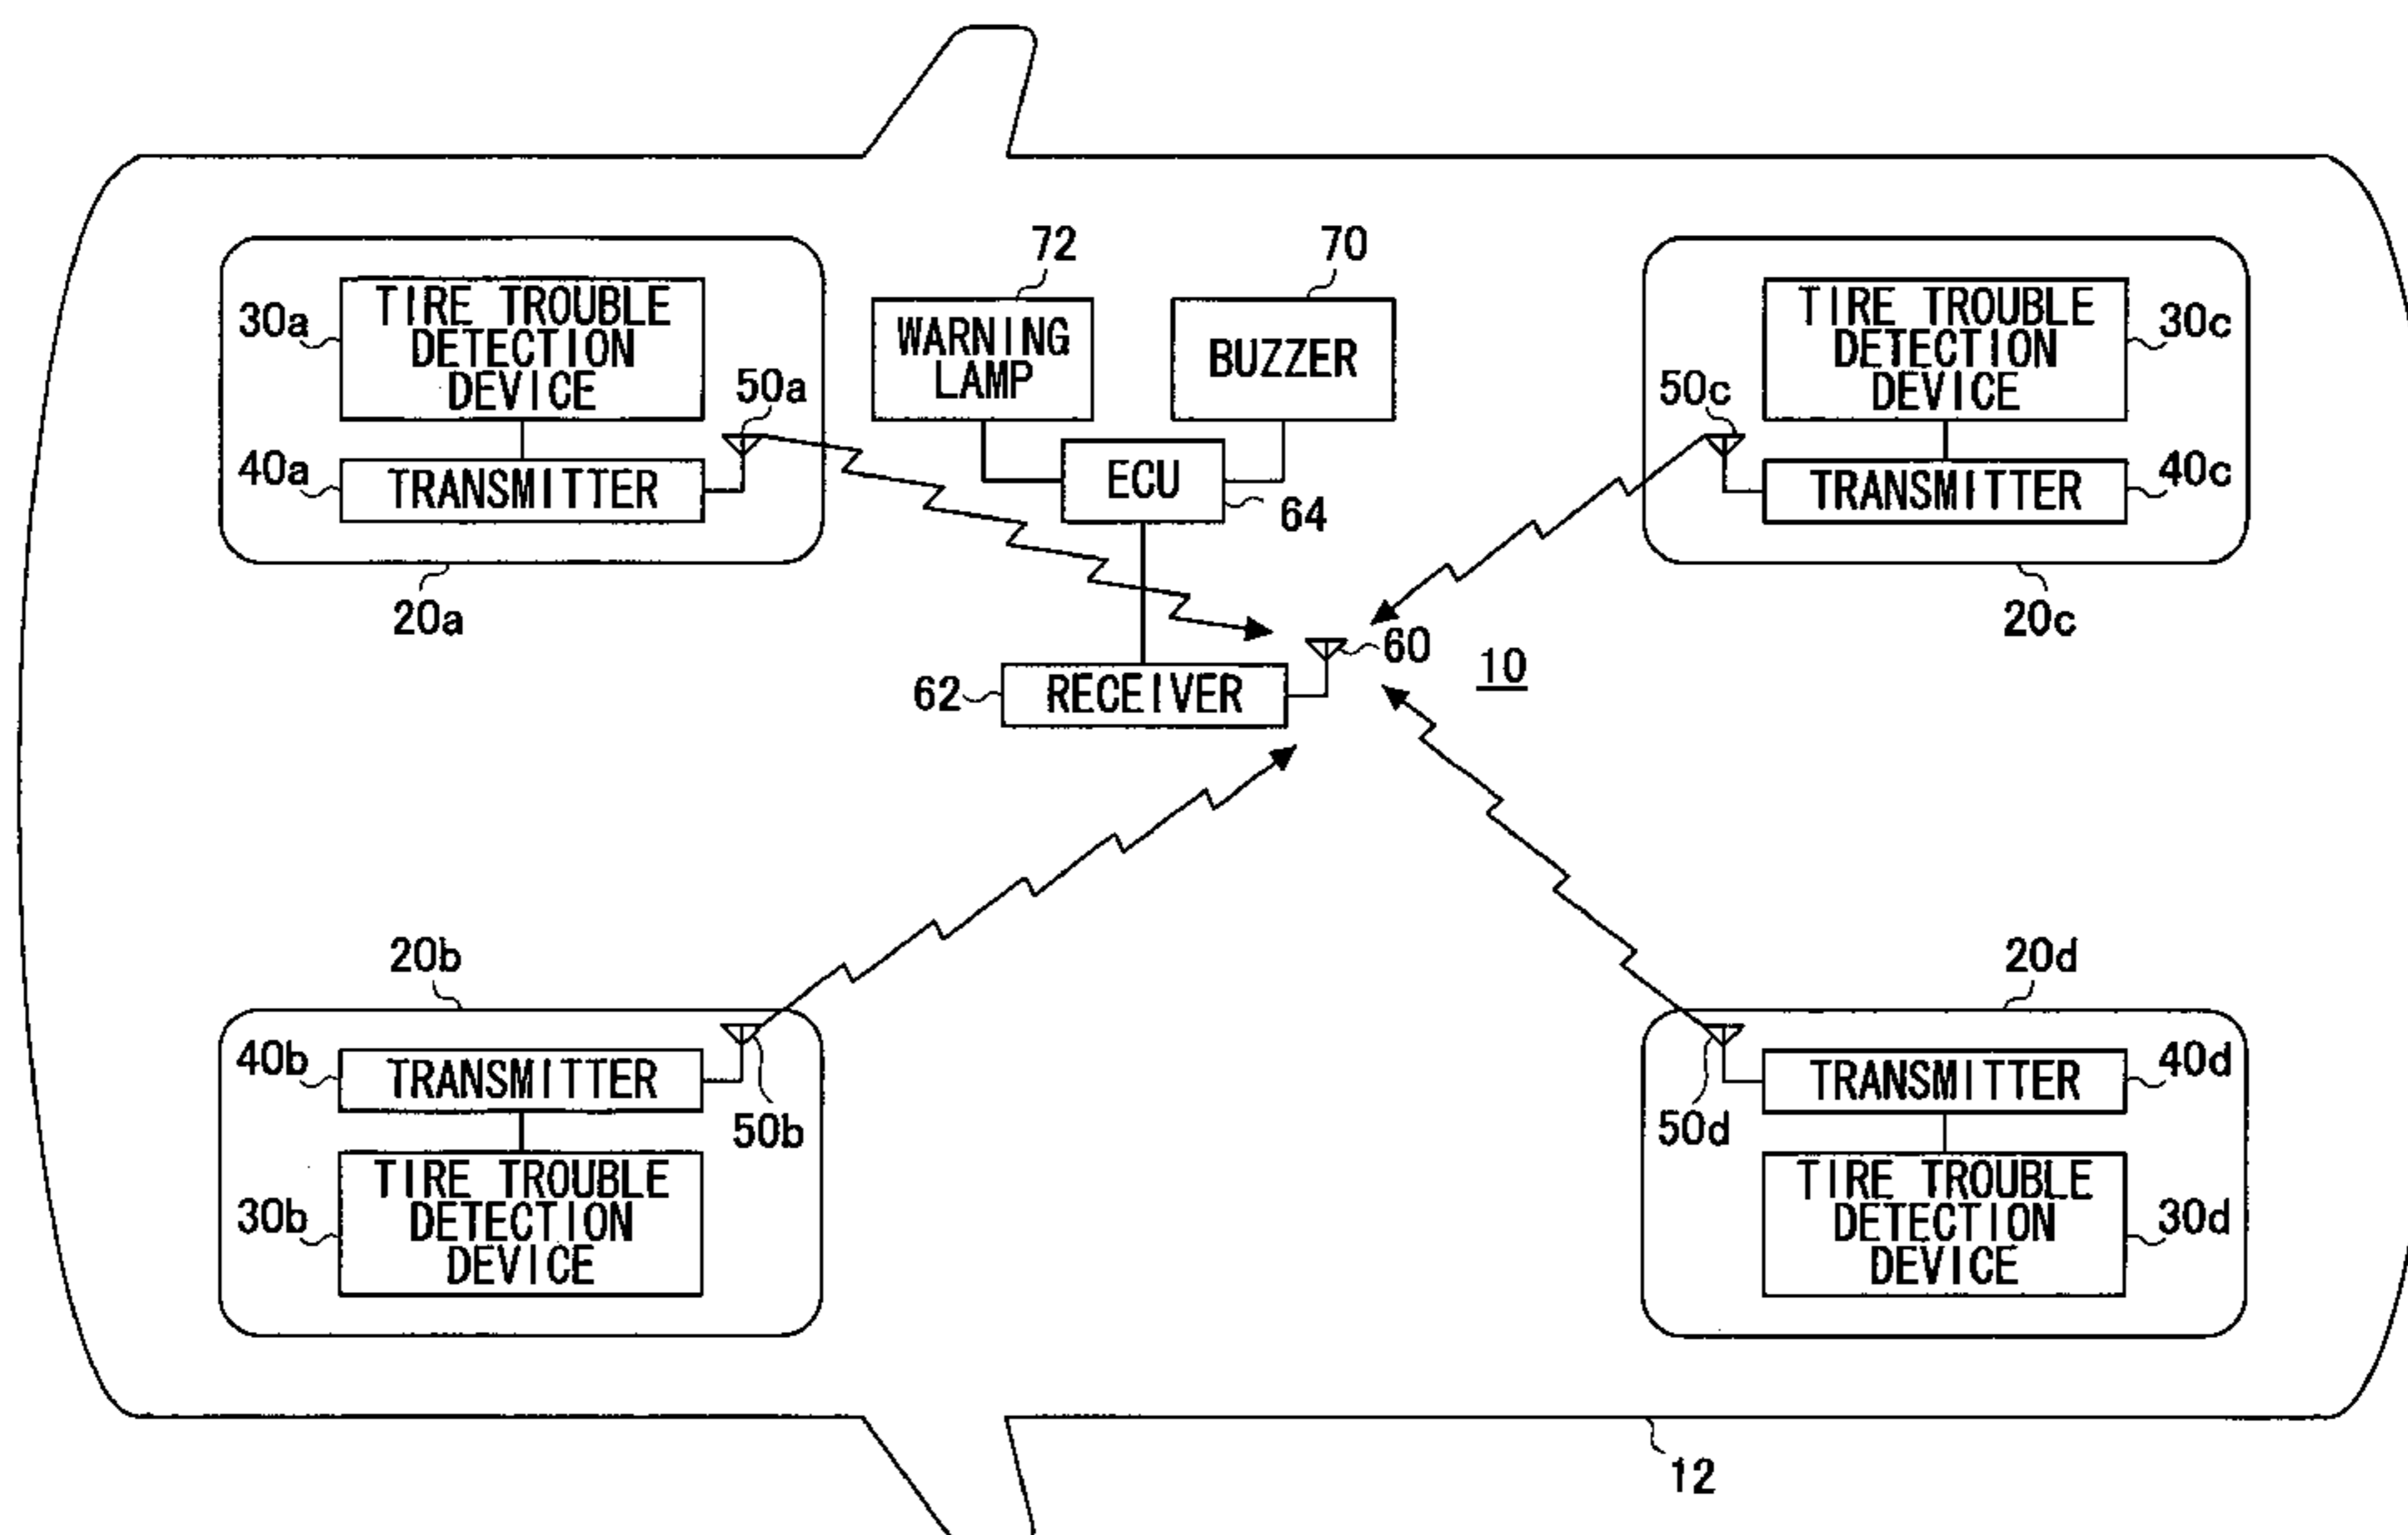 72
70
30a
TIRE TROUBLE
DETECTION
DEVICE
50a
40a
TRANSMITTER
20a
WARNING
LAMP
BUZZER
ECU
64
TIRE TROUBLE
DETECTION
DEVICE
30c
50c
TRANSMITTER
40c
20c
60
10
62
RECEIVER
20b
40b
TRANSMITTER
50b
30b
TIRE TROUBLE
DETECTION
DEVICE
20d
TRANSMITTER
40d
50d
TIRE TROUBLE
DETECTION
DEVICE
30d
12